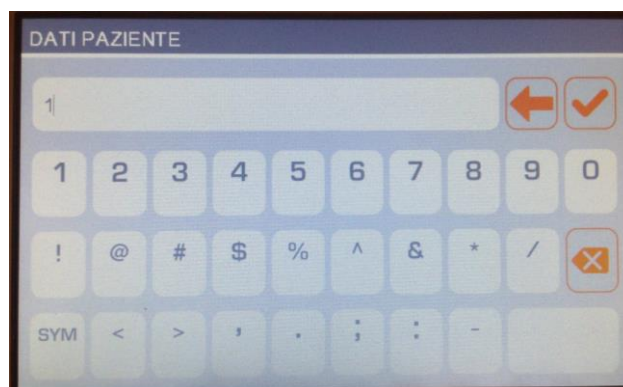 DATI PAZIENTE
1
1 2 3 4 5 6 7 8 9 0
! @ # $ % ^ & * /
SYM < > , . ; : -